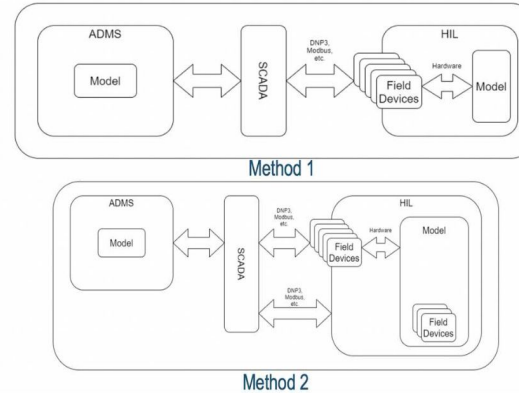 ADMS
Model
SCADA
DNP3,
Modbus,
etc.
HIL
Field
Devices
Hardware
Model
Method 1
ADMS
Model
SCADA
DNP3,
Modbus,
etc.
DNP3,
Modbus,
etc.
HIL
Field
Devices
Hardware
Model
Field
Devices
Method 2